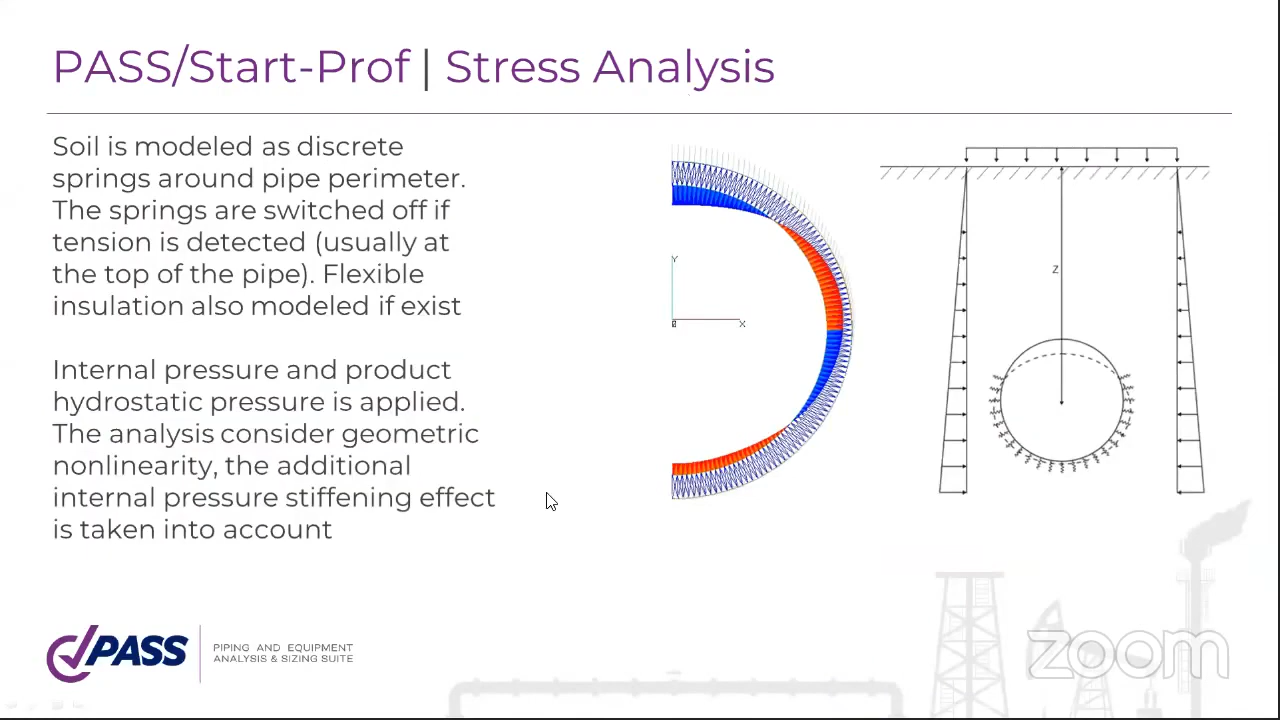 PASS/Start-Prof | Stress Analysis
Soil is modeled as discrete
springs around pipe perimeter.
The springs are switched off if
tension is detected (usually at
the top of the pipe). Flexible
insulation also modeled if exist
Internal pressure and product
hydrostatic pressure is applied.
The analysis consider geometric
nonlinearity, the additional
internal pressure stiffening effect
is taken into account
Y
X
Z
PASS
PIPING AND EQUIPMENT
ANALYSIS & SIZING SUITE
zoom